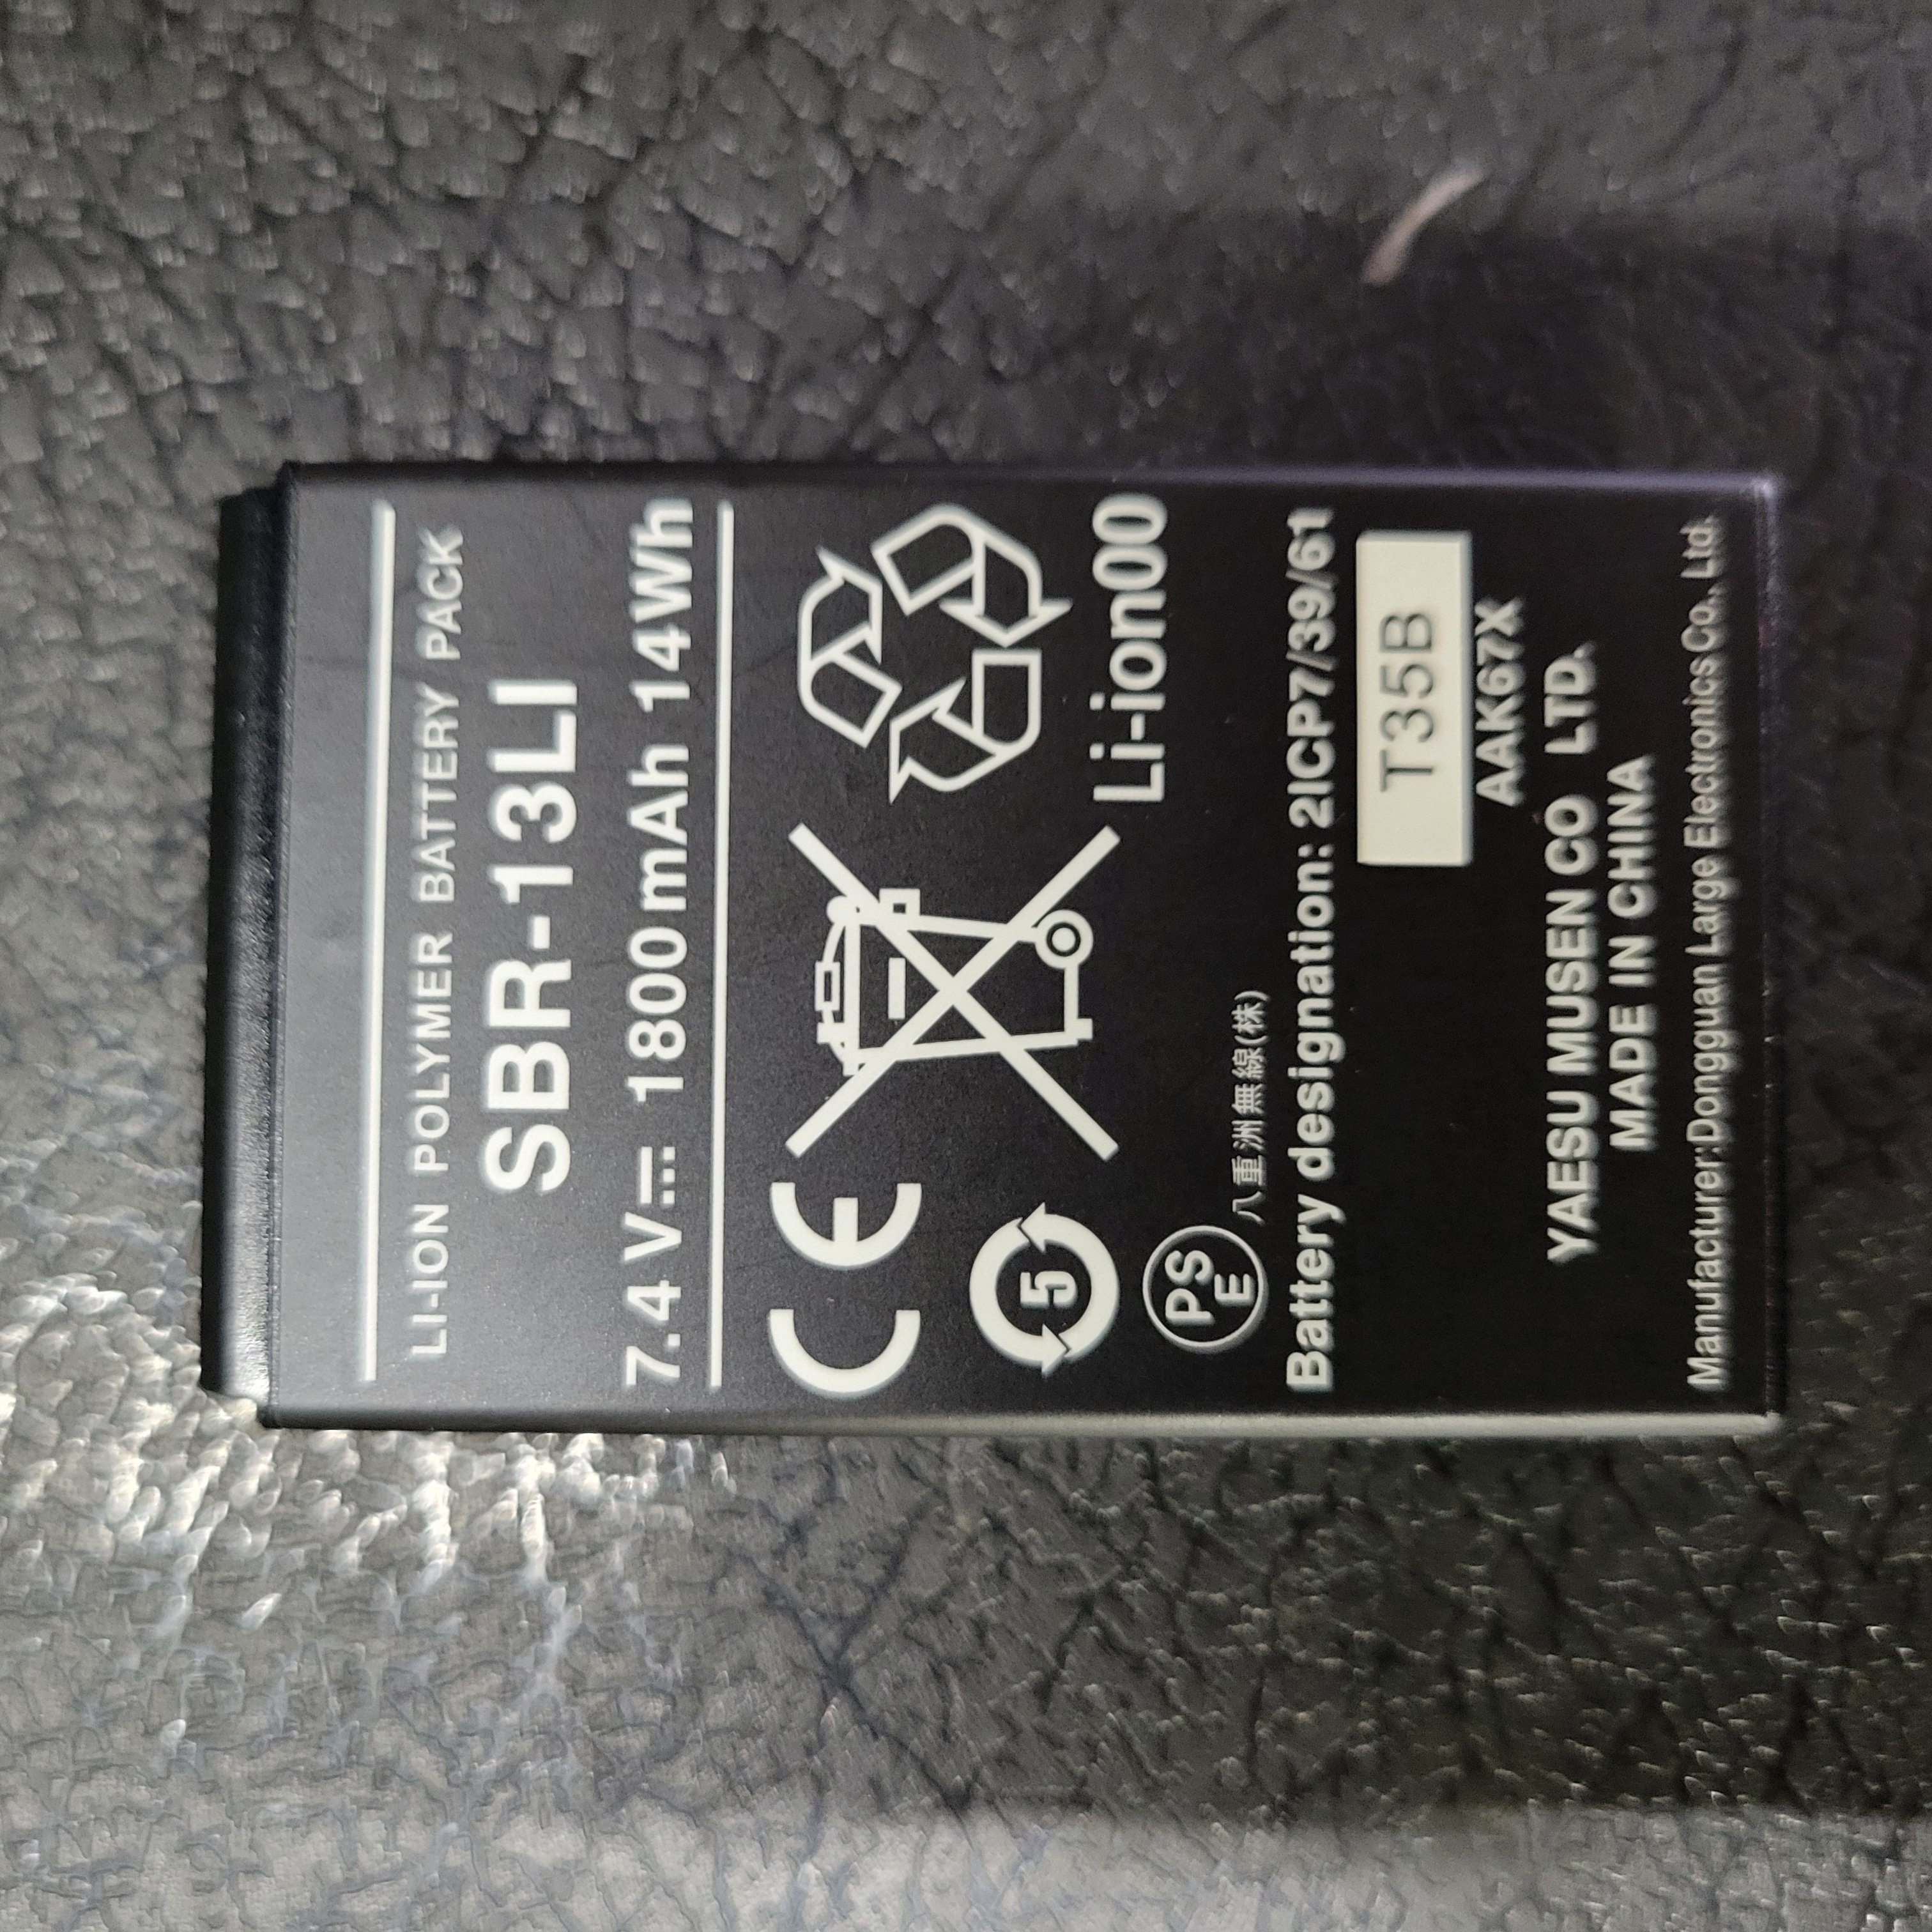 LI-ION POLYMER BATTERY PACK
SBR-13LI
7.4 V⎓ 1800 mAh 14Wh
CE
5
Li-ion00
PSE
八重洲無線(株)
Battery designation: 2ICP7/39/61
T35B
AAK67X
YAESU MUSEN CO LTD.
MADE IN CHINA
Manufacturer:Dongguan Large Electronics Co., Ltd.